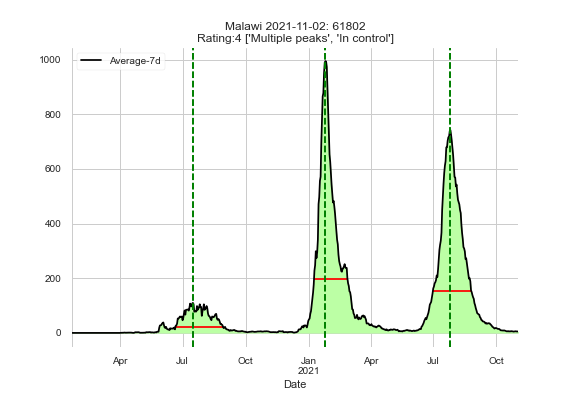 Malawi 2021-11-02: 61802
Rating:4 ['Multiple peaks', 'In control']
Average-7d
1000
800
600
400
200
0
Apr Jul Oct Jan Apr Jul Oct
2021
Date